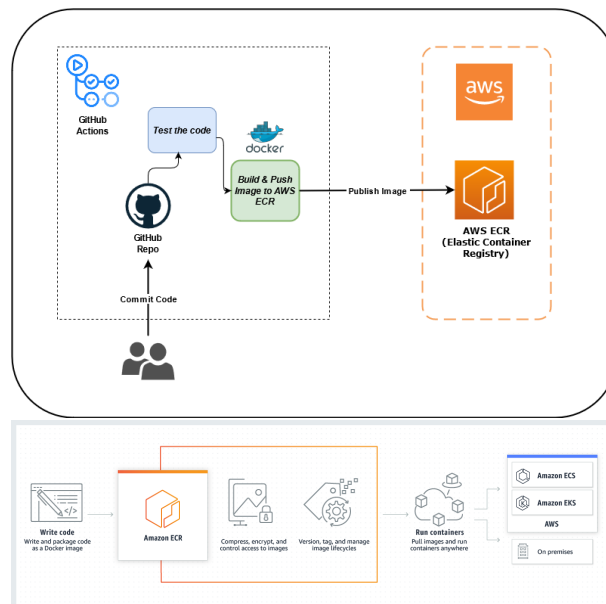 GitHub
Actions
Test the code
docker
Build & Push
Image to AWS
ECR
GitHub
Repo
Commit Code
Publish Image
aws
AWS ECR
(Elastic Container
Registry)
Write code
Write and package code
as a Docker image
Amazon ECR
Compress, encrypt, and
control access to images
Version, tag, and manage
image lifecycles
Run containers
Pull images and run
containers anywhere
Amazon ECS
Amazon EKS
AWS
On premises